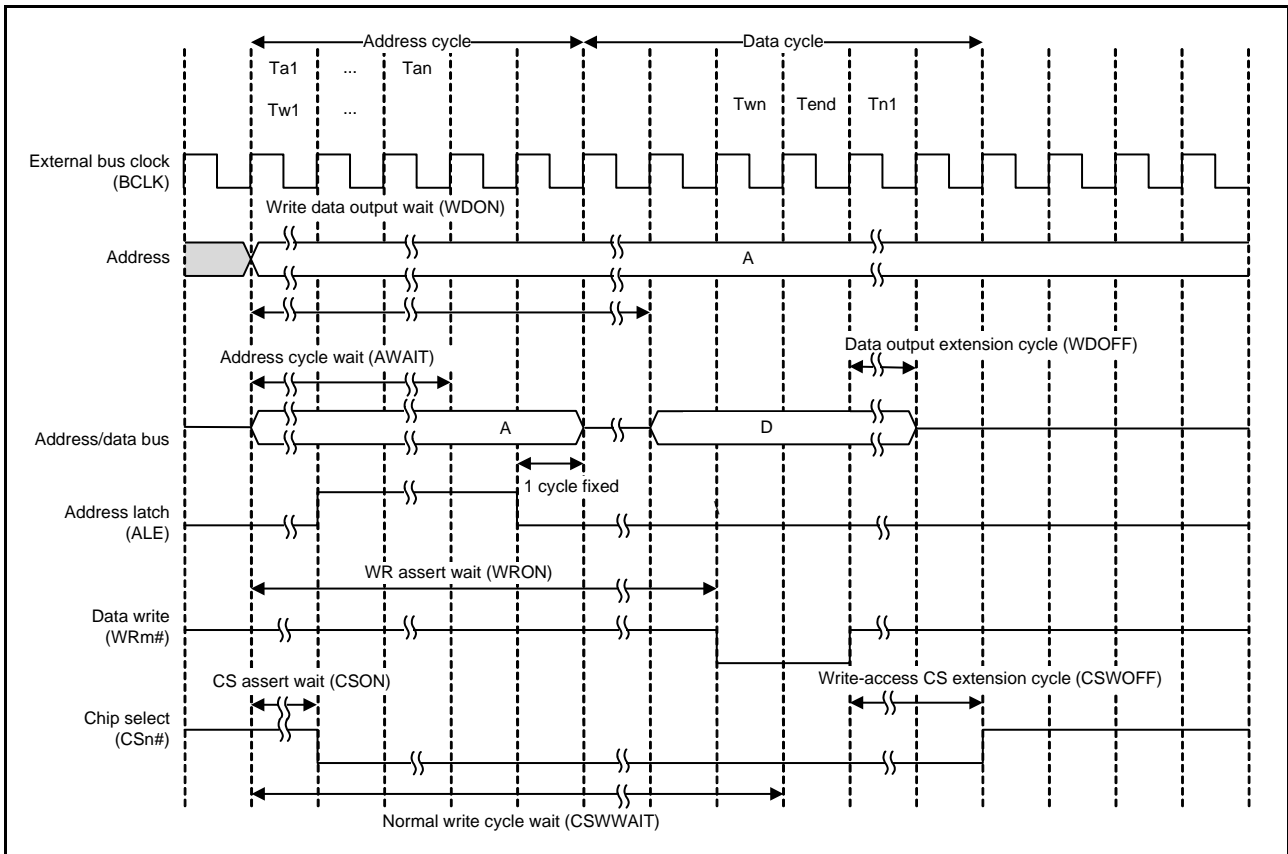 Address cycle Data cycle
Ta1 ... Tan
Twn Tend Tn1
Tw1 ...
External bus clock
(BCLK)
Write data output wait (WDON)
Address
A
Data output extension cycle (WDOFF)
Address cycle wait (AWAIT)
Address/data bus
A D
1 cycle fixed
Address latch
(ALE)
WR assert wait (WRON)
Data write
(WRm#)
CS assert wait (CSON)
Write-access CS extension cycle (CSWOFF)
Chip select
(CSn#)
Normal write cycle wait (CSWWAIT)